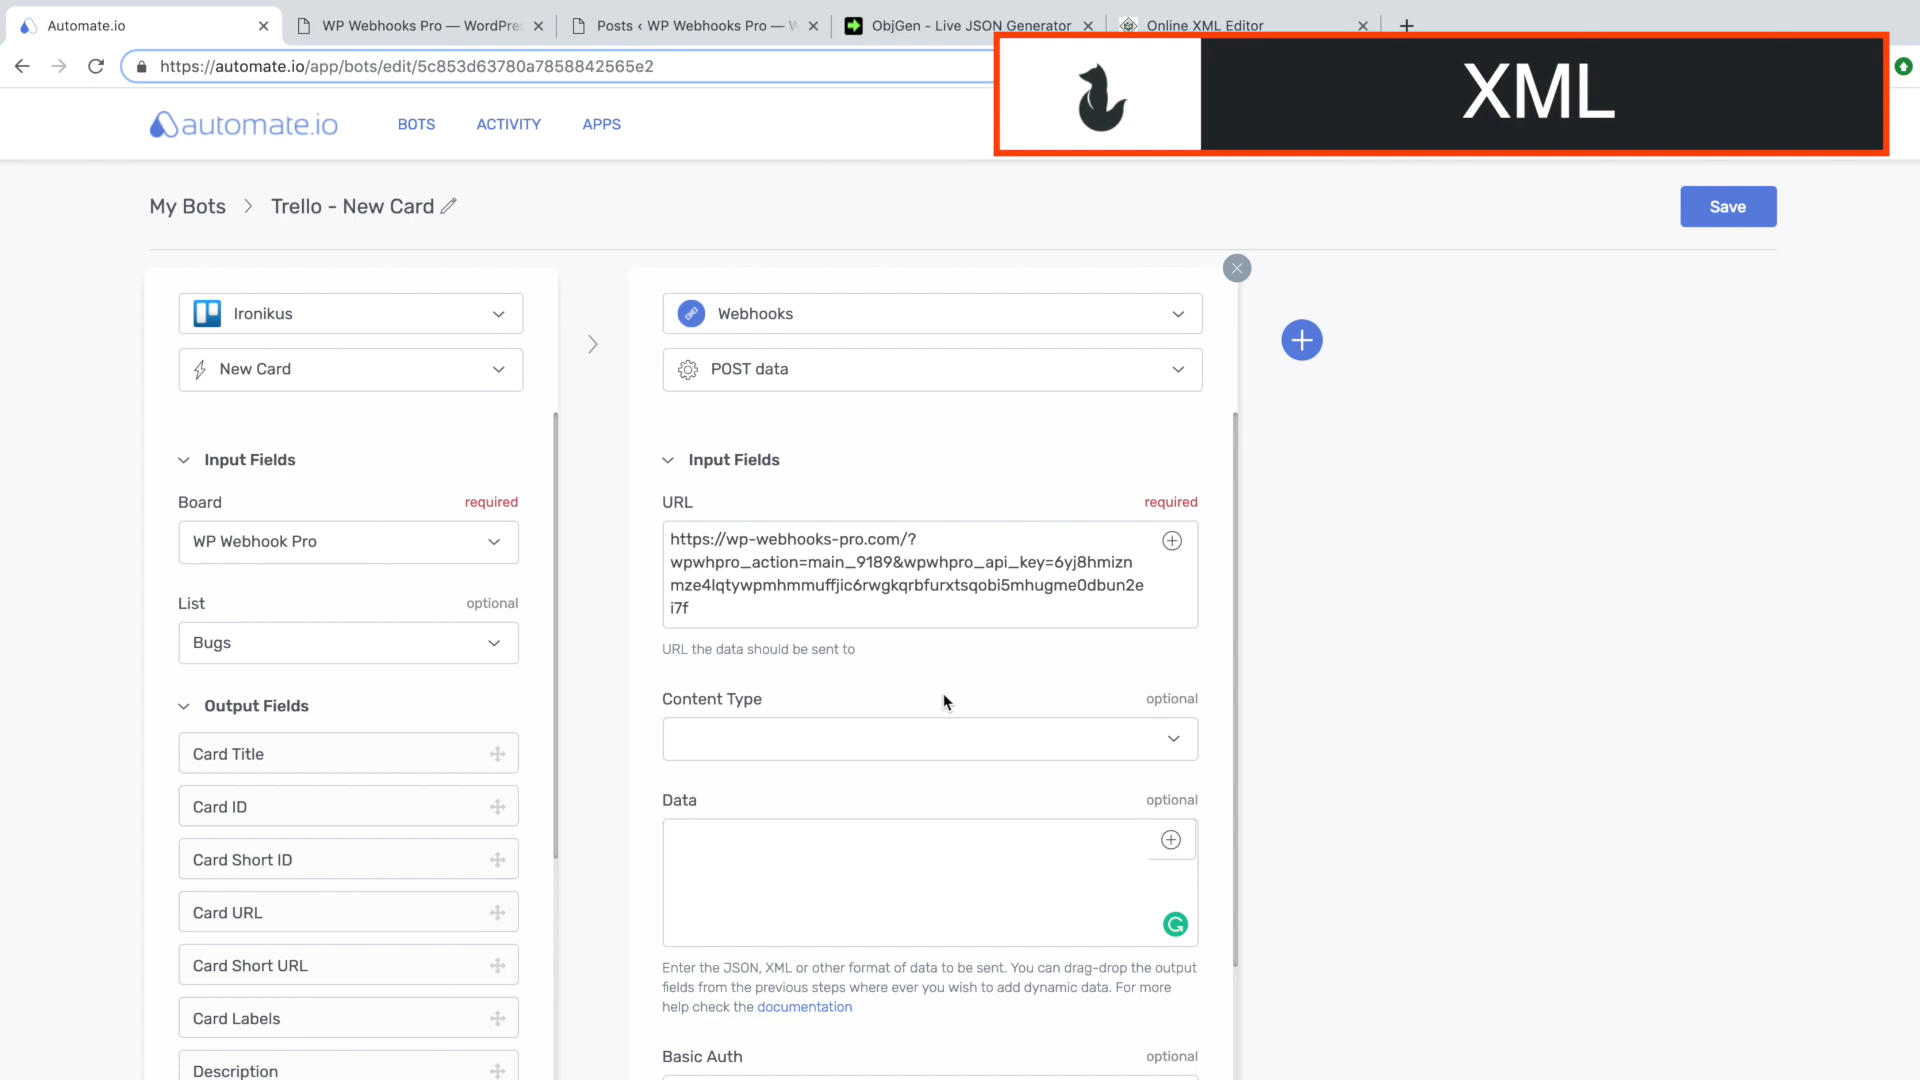 Automate.io
WP Webhooks Pro — WordPre
Posts ‹ WP Webhooks Pro — W
ObjGen - Live JSON Generator
Online XML Editor
https://automate.io/app/bots/edit/5c853d63780a7858842565e2
XML
automate.io
BOTS
ACTIVITY
APPS
My Bots > Trello - New Card
Save
Ironikus
New Card
Input Fields
Board required
WP Webhook Pro
List optional
Bugs
Output Fields
Card Title
Card ID
Card Short ID
Card URL
Card Short URL
Card Labels
Description
Webhooks
POST data
Input Fields
URL required
https://wp-webhooks-pro.com/?
wpwhpro_action=main_9189&wpwhpro_api_key=6yj8hmizn
mze4lqtywpmhmmuffjic6rwgkqrbfurxtsqobi5mhugme0dbun2e
i7f
URL the data should be sent to
Content Type optional
Data optional
Enter the JSON, XML or other format of data to be sent. You can drag-drop the output
fields from the previous steps where ever you wish to add dynamic data. For more
help check the documentation
Basic Auth optional